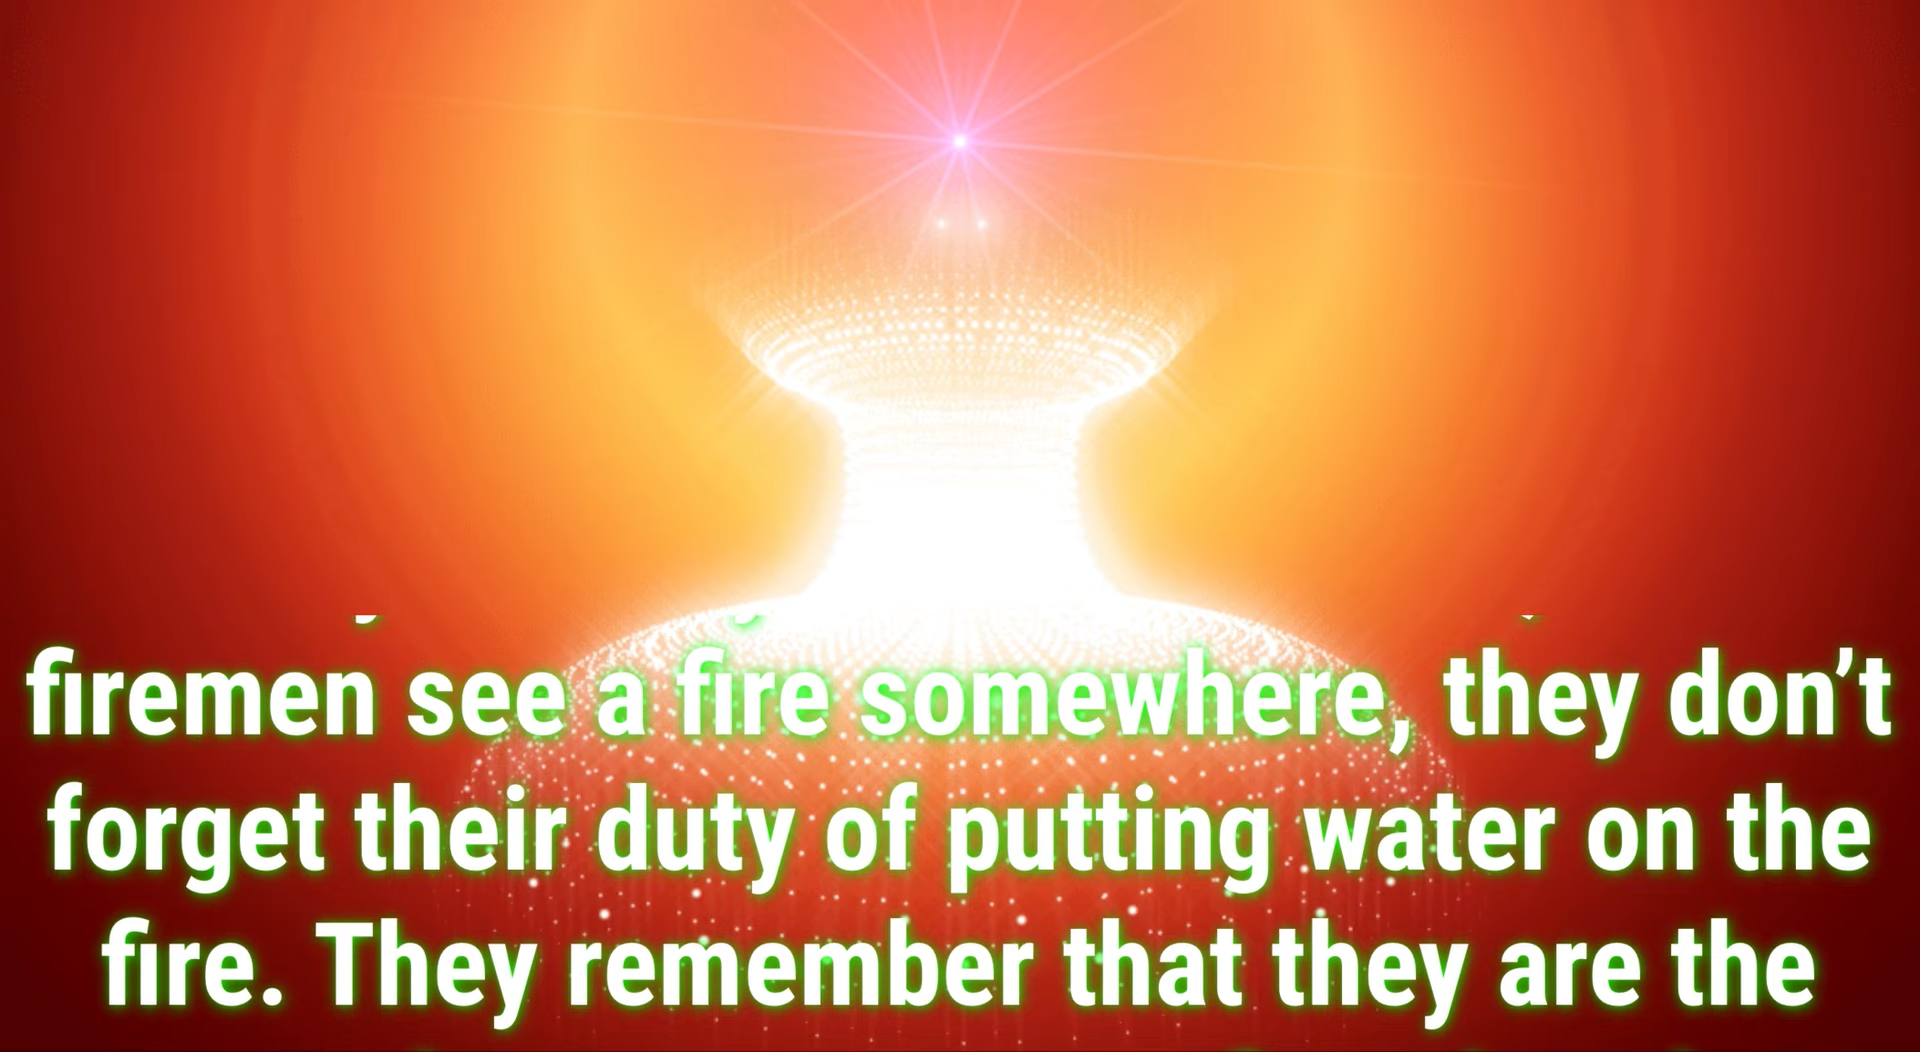 firemen see a fire somewhere, they don’t
forget their duty of putting water on the
fire. They remember that they are the